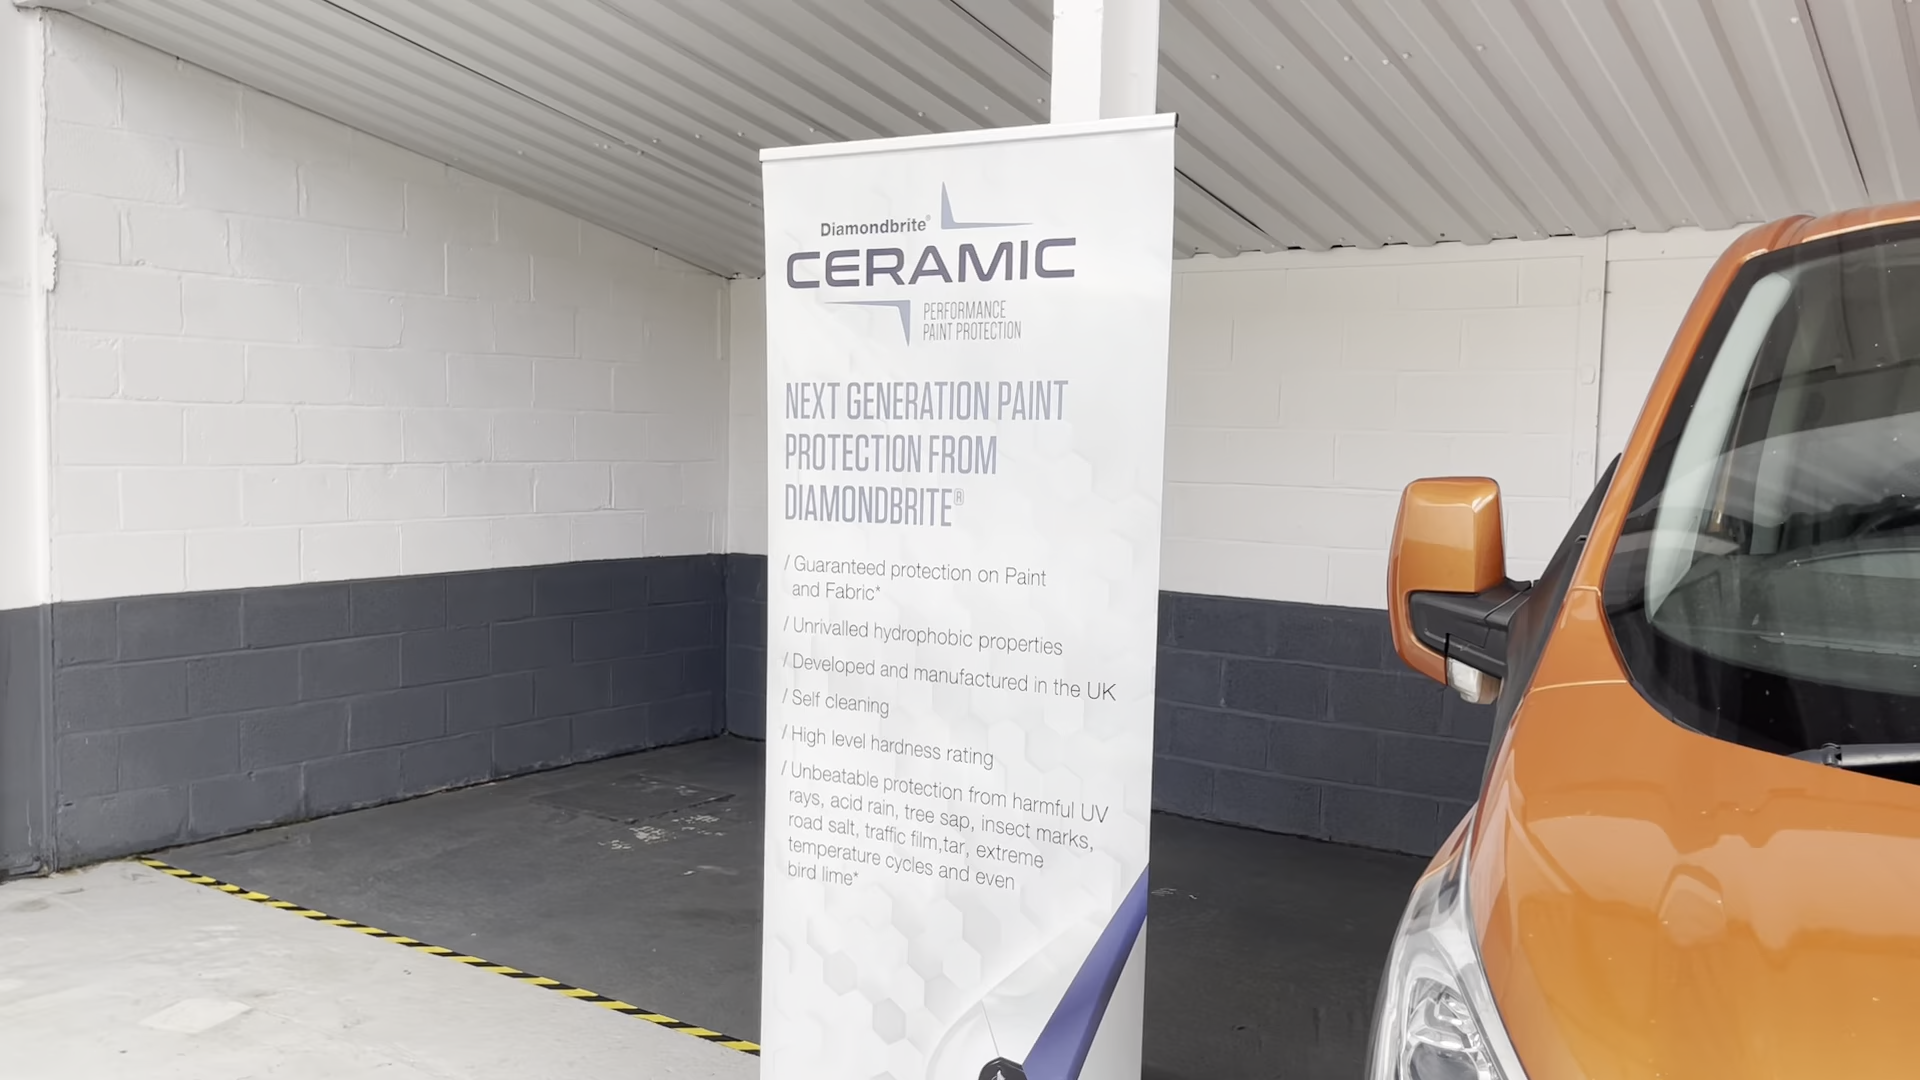 Diamondbrite®
CERAMIC
PERFORMANCE
PAINT PROTECTION
NEXT GENERATION PAINT
PROTECTION FROM
DIAMONDBRITE®
/ Guaranteed protection on Paint
and Fabric*
/ Unrivalled hydrophobic properties
/ Developed and manufactured in the UK
/ Self cleaning
/ High level hardness rating
/ Unbeatable protection from harmful UV
rays, acid rain, tree sap, insect marks,
road salt, traffic film,tar, extreme
temperature cycles and even
bird lime*